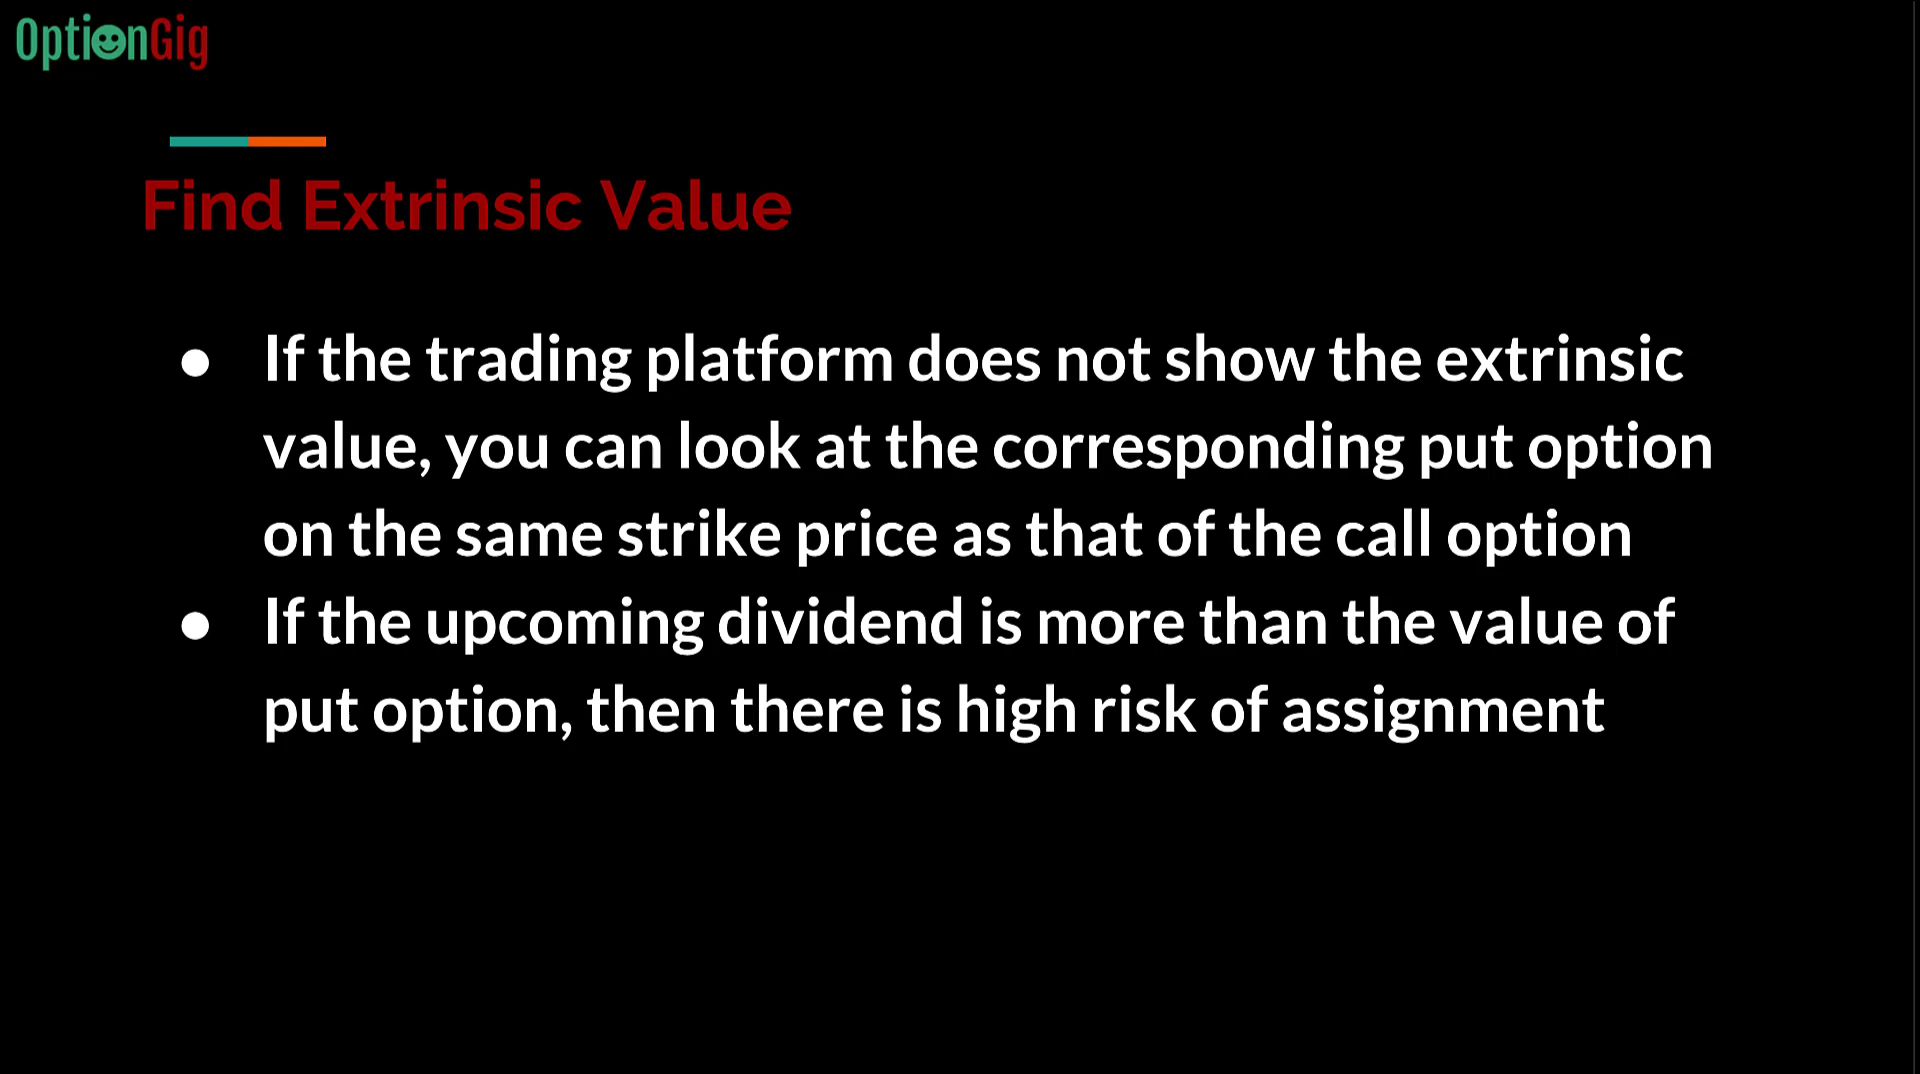 OptionGig
Find Extrinsic Value
● If the trading platform does not show the extrinsic
value, you can look at the corresponding put option
on the same strike price as that of the call option
● If the upcoming dividend is more than the value of
put option, then there is high risk of assignment